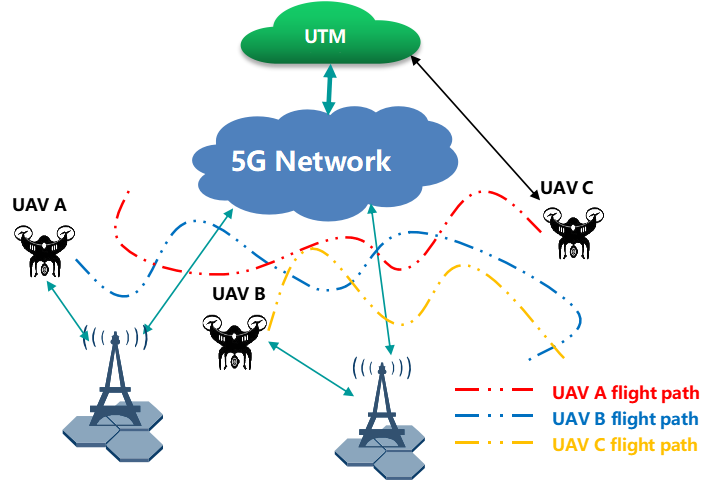 UTM
5G Network
UAV A
UAV C
UAV B
UAV A flight path
UAV B flight path
UAV C flight path